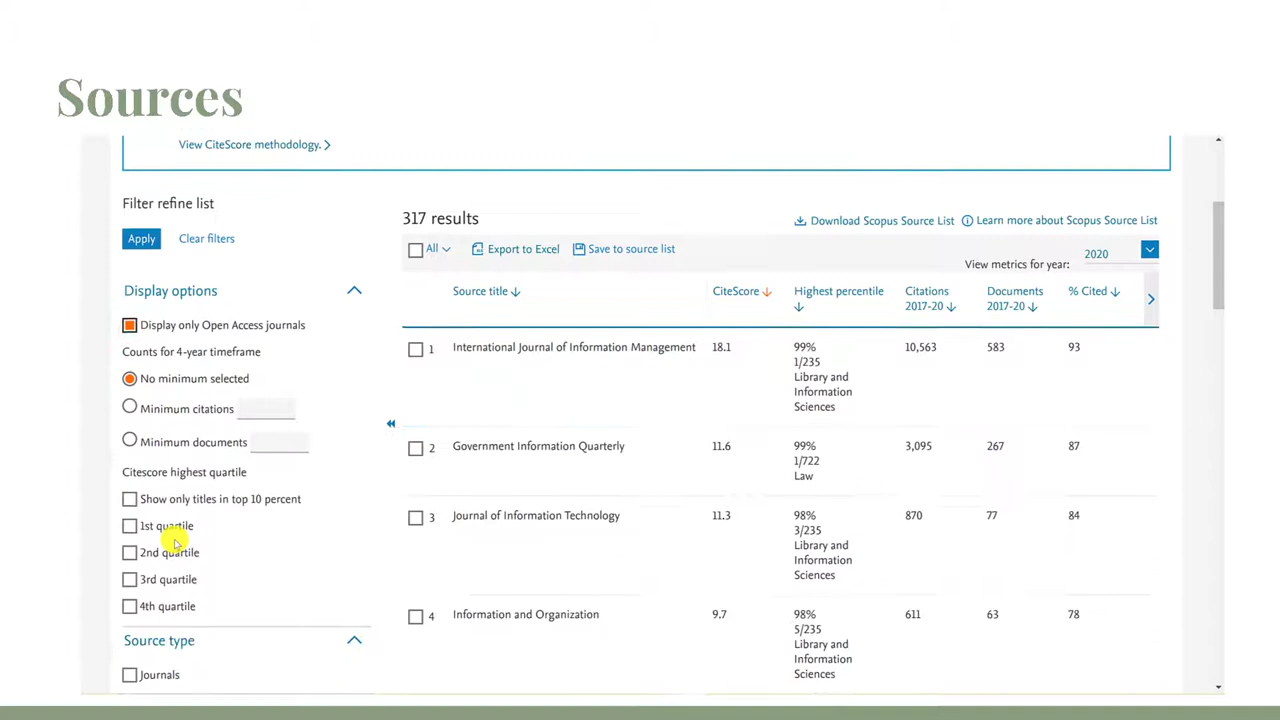 Sources
View CiteScore methodology. >
Filter refine list
Apply
Clear filters
Display options
Display only Open Access journals
Counts for 4-year timeframe
No minimum selected
Minimum citations
Minimum documents
Citescore highest quartile
Show only titles in top 10 percent
1st quartile
2nd quartile
3rd quartile
4th quartile
Source type
Journals
317 results
Download Scopus Source List
Learn more about Scopus Source List
All
Export to Excel
Save to source list
View metrics for year:
2020
Source title ↓
CiteScore ↓
Highest percentile
↓
Citations
2017-20 ↓
Documents
2017-20 ↓
% Cited ↓
1 International Journal of Information Management 18.1 99% 10,563 583 93
1/235
Library and
Information
Sciences
2 Government Information Quarterly 11.6 99% 3,095 267 87
1/722
Law
3 Journal of Information Technology 11.3 98% 870 77 84
3/235
Library and
Information
Sciences
4 Information and Organization 9.7 98% 611 63 78
5/235
Library and
Information
Sciences